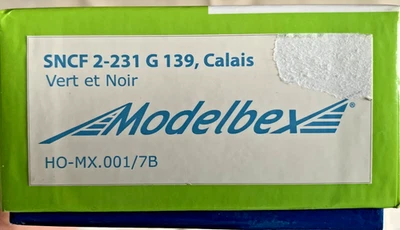 SNCF 2-231 G 139, Calais
Vert et Noir
Modelbex®
HO-MX.001/7B